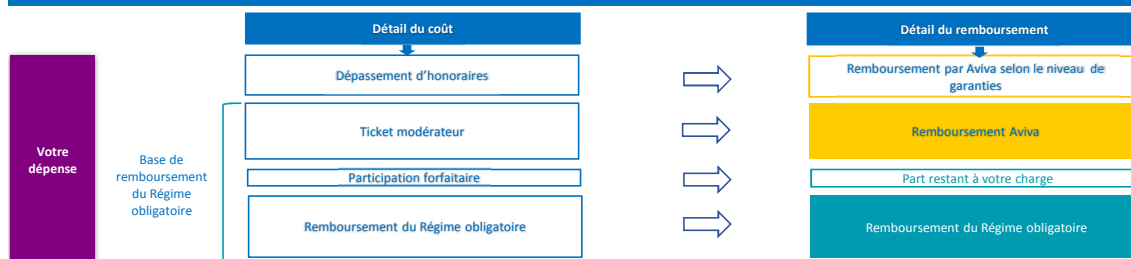 Détail du coût
Détail du remboursement
Dépassement d'honoraires
Remboursement par Aviva selon le niveau de
garanties
Votre
dépense
Base de
remboursement
du Régime
obligatoire
Ticket modérateur
Remboursement Aviva
Participation forfaitaire
Part restant à votre charge
Remboursement du Régime obligatoire
Remboursement du Régime obligatoire